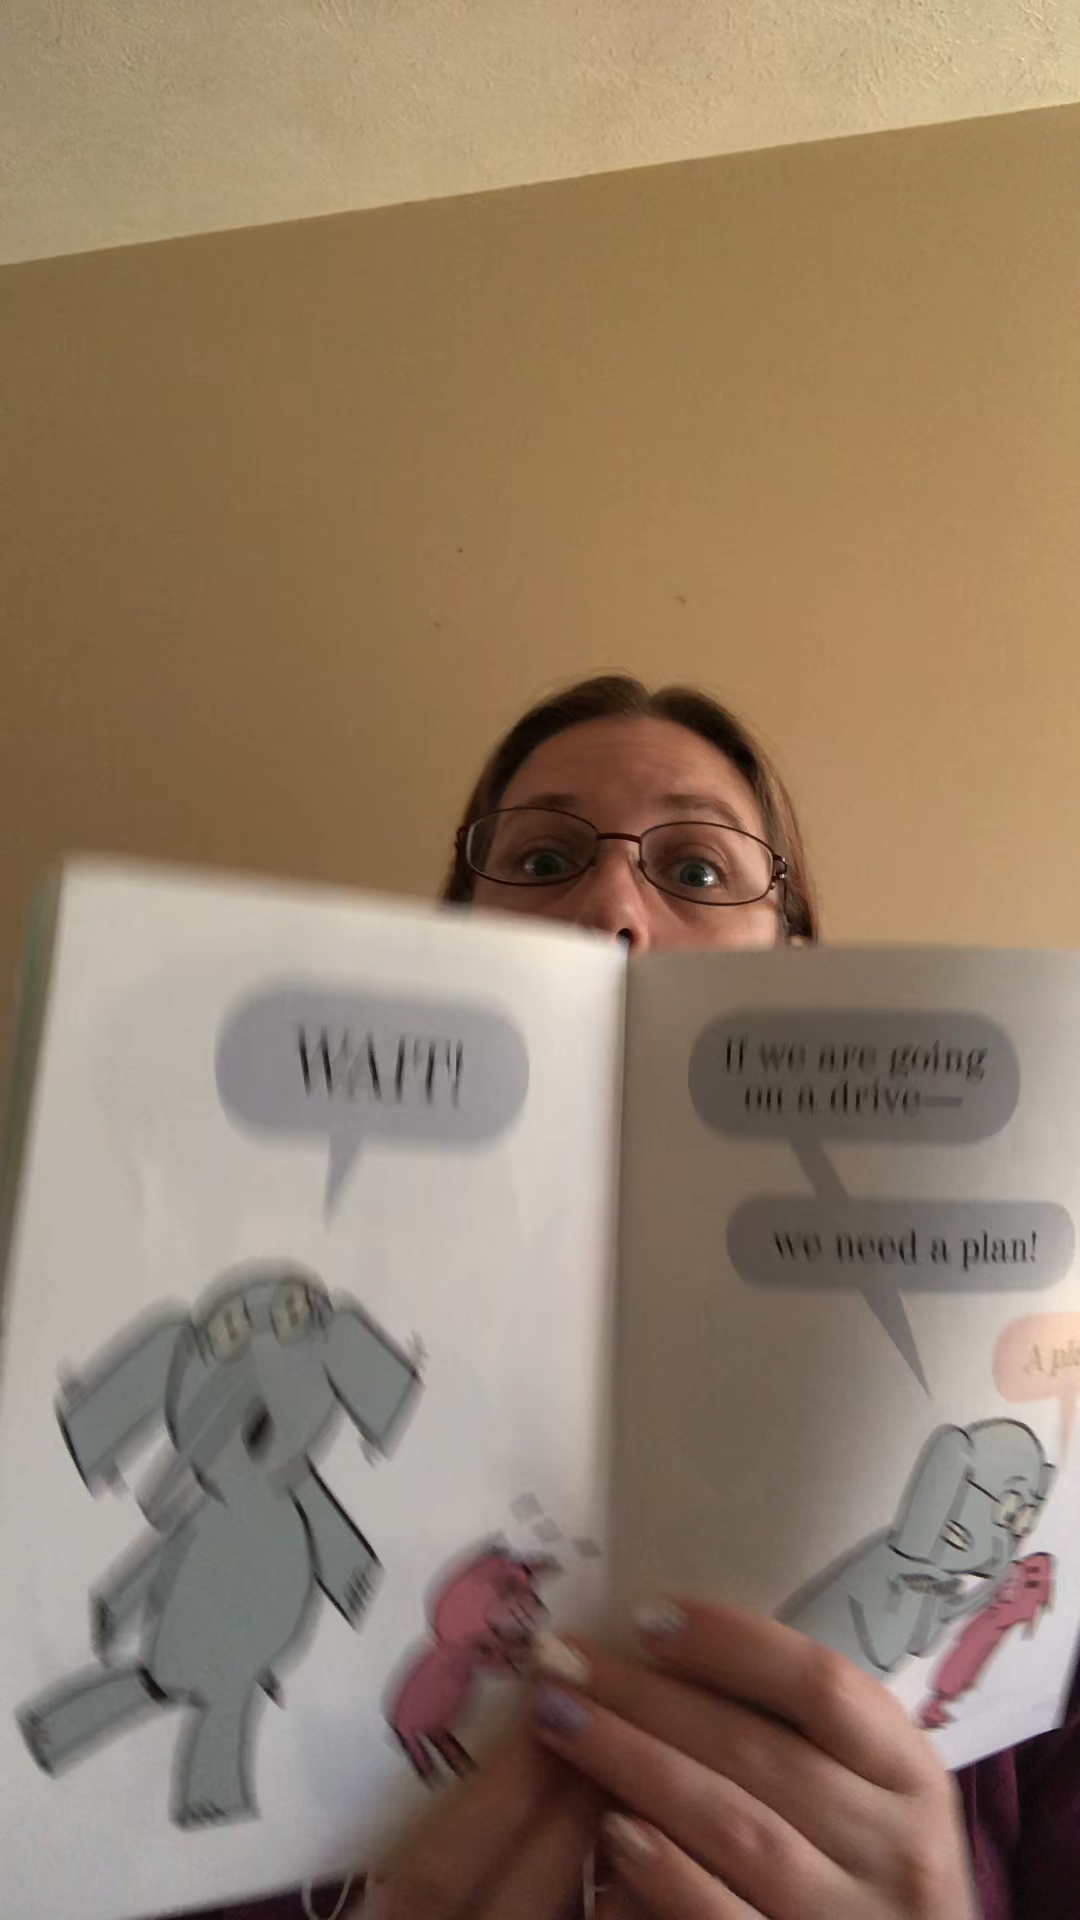 WAIT!
If we are going
on a drive—
we need a plan!
A